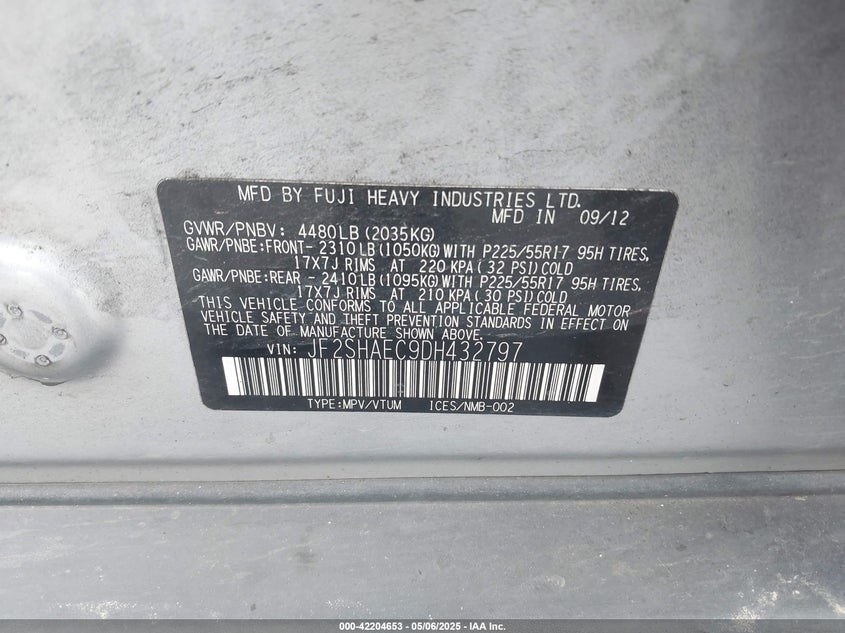 MFD BY FUJI HEAVY INDUSTRIES LTD.
MFD IN 09/12
GVWR/PNBV: 4480LB(2035KG)
GAWR/PNBE:FRONT- 2310LB(1050KG)WITH P225/55R17 95H TIRES,
17X7J RIMS AT 220 KPA(32 PSI)COLD
GAWR/PNBE:REAR - 2410LB(1095KG)WITH P225/55R17 95H TIRES,
17X7J RIMS AT 210 KPA(30 PSI)COLD
THIS VEHICLE CONFORMS TO ALL APPLICABLE FEDERAL MOTOR
VEHICLE SAFETY AND THEFT PREVENTION STANDARDS IN EFFECT ON
THE DATE OF MANUFACTURE SHOWN ABOVE.
VIN: JF2SHAEC9DH432797
TYPE:MPV/VTUM ICES/NMB-002
000-42204653 - 05/06/2025 - IAA Inc.